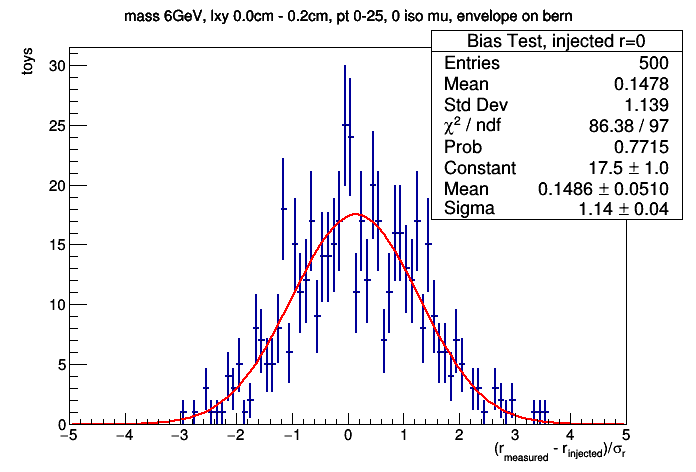 mass 6GeV, lxy 0.0cm - 0.2cm, pt 0-25, 0 iso mu, envelope on bern
toys
Bias Test, injected r=0
Entries 500
Mean 0.1478
Std Dev 1.139
χ² / ndf 86.38 / 97
Prob 0.7715
Constant 17.5 ± 1.0
Mean 0.1486 ± 0.0510
Sigma 1.14 ± 0.04
30
25
20
15
10
5
0
−5 −4 −3 −2 −1 0 1 2 3 4 5
(r_measured - r_injected)/σ_r